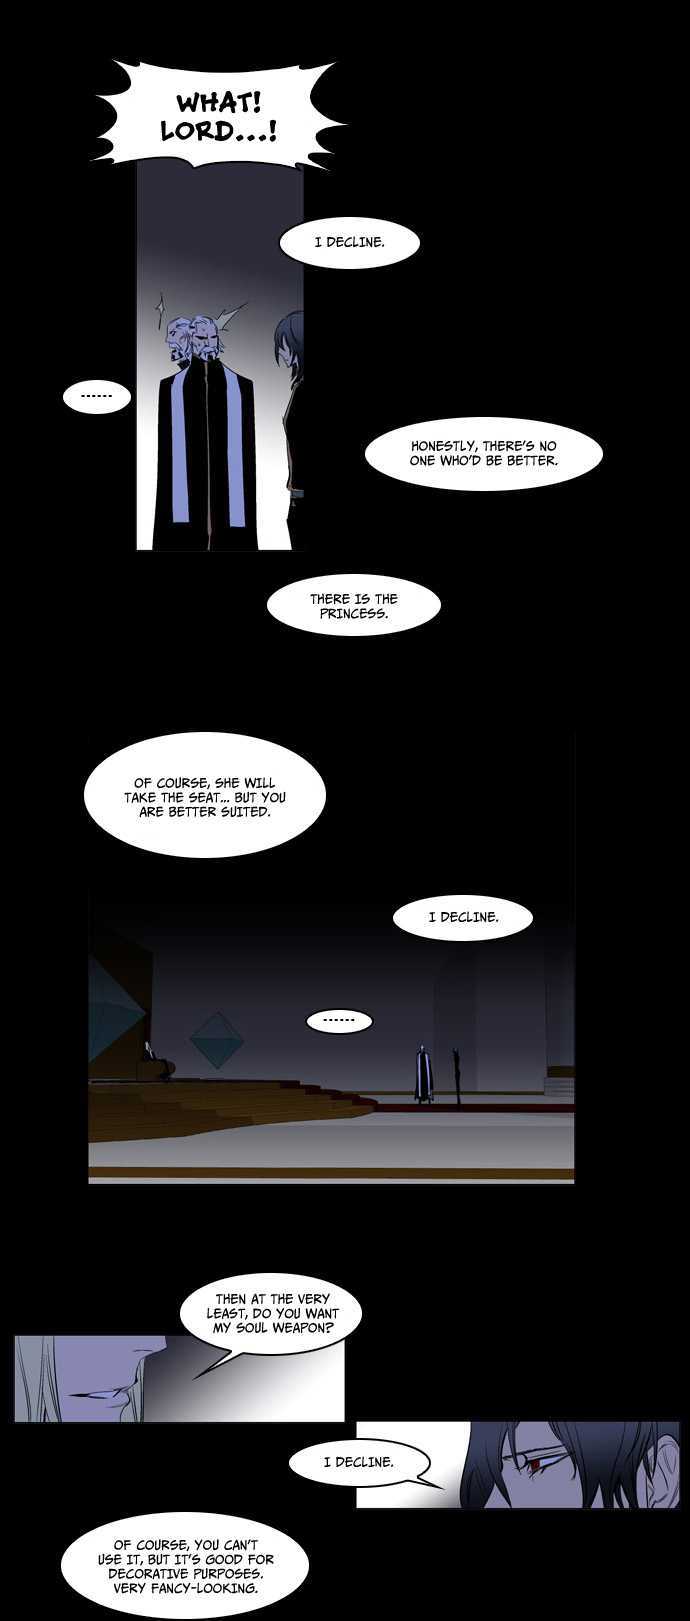 WHAT!
LORD...!
I DECLINE.
------
HONESTLY, THERE'S NO
ONE WHO'D BE BETTER.
THERE IS THE
PRINCESS.
OF COURSE, SHE WILL
TAKE THE SEAT... BUT YOU
ARE BETTER SUITED.
I DECLINE.
------
THEN AT THE VERY
LEAST, DO YOU WANT
MY SOUL WEAPON?
I DECLINE.
OF COURSE, YOU CAN'T
USE IT, BUT IT'S GOOD FOR
DECORATIVE PURPOSES.
VERY FANCY-LOOKING.